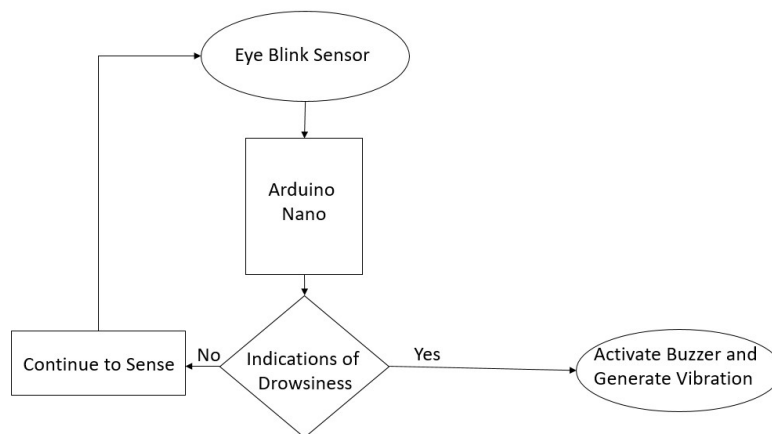 Eye Blink Sensor
Arduino
Nano
Indications of
Drowsiness
No
Continue to Sense
Yes
Activate Buzzer and
Generate Vibration